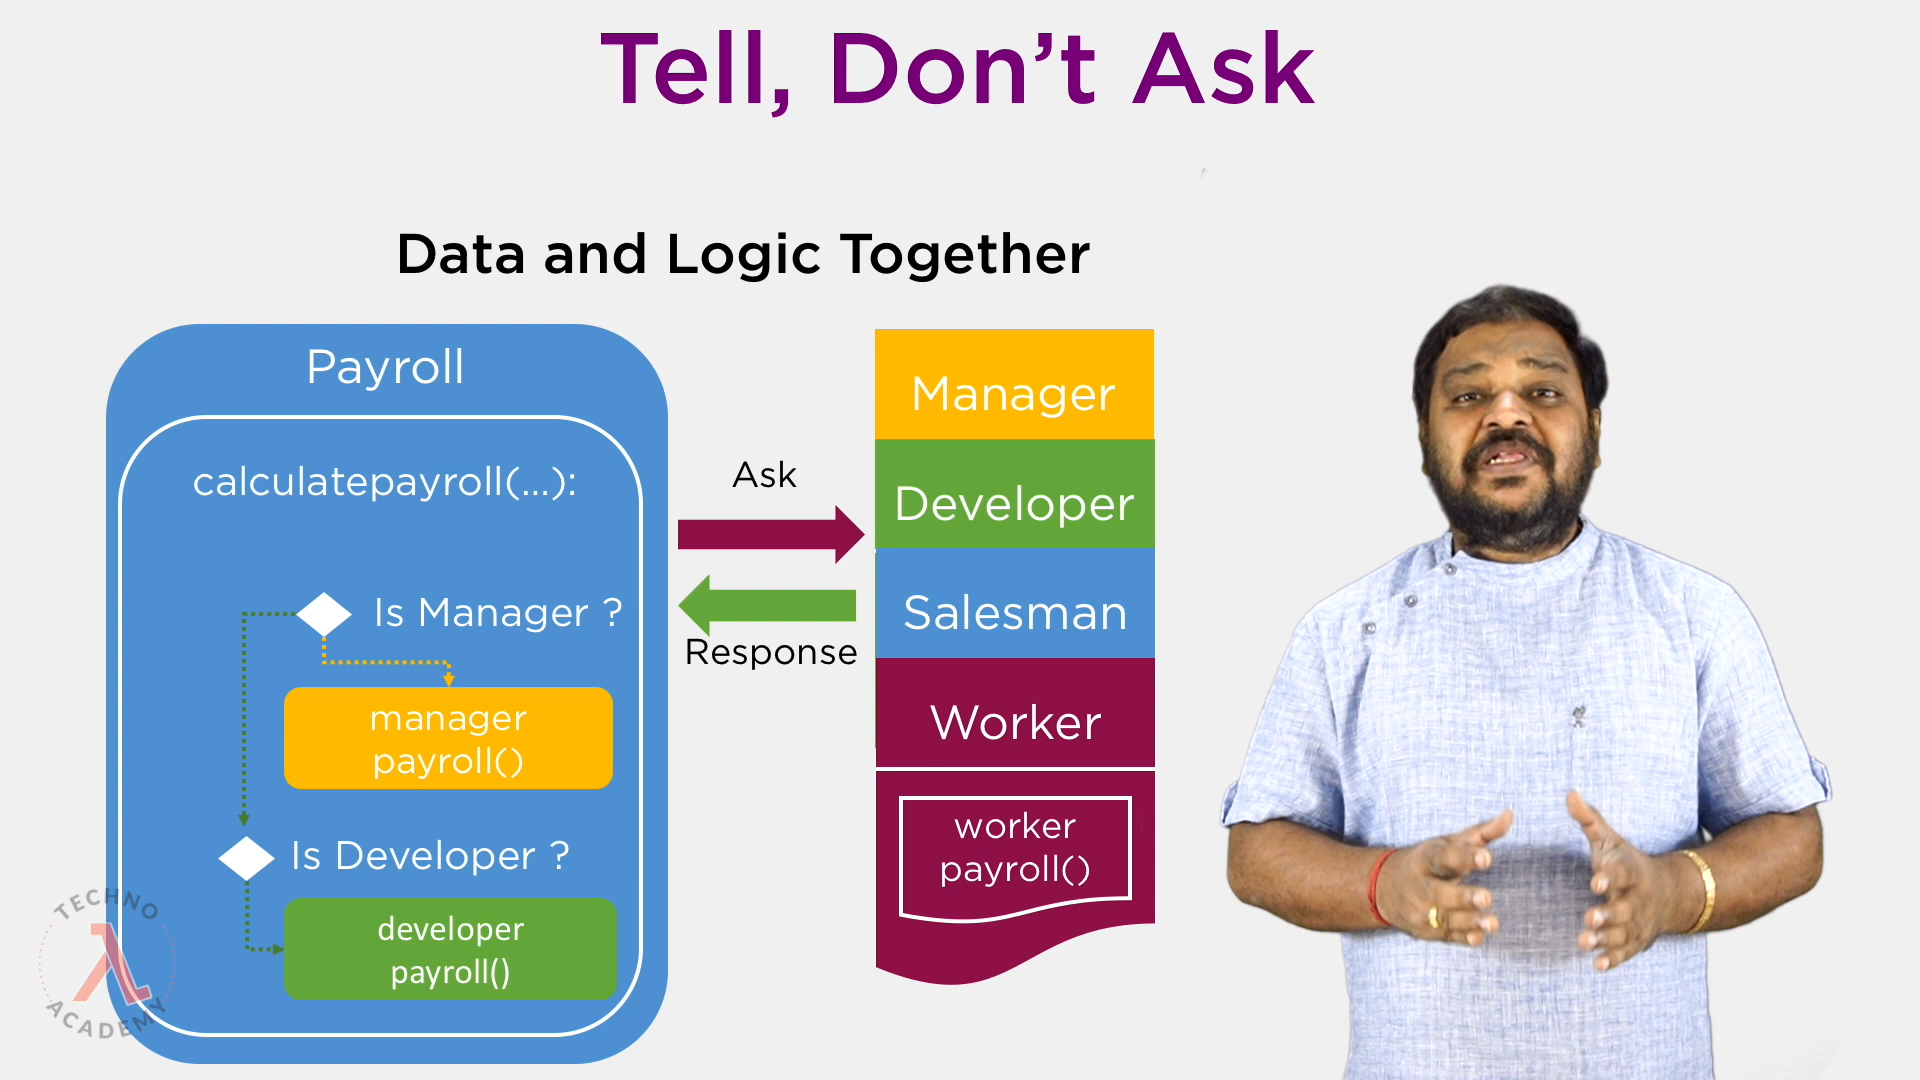 Tell, Don’t Ask
Data and Logic Together
Payroll
calculatepayroll(...):
Is Manager ?
manager
payroll()
Is Developer ?
developer
payroll()
Ask
Response
Manager
Developer
Salesman
Worker
worker
payroll()
TECHNO
ACADEMY